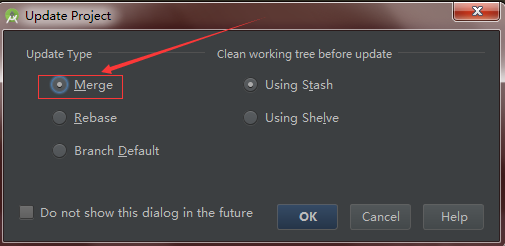 Update Project
Update Type
Clean working tree before update
Merge
Using Stash
Rebase
Using Shelve
Branch Default
Do not show this dialog in the future
OK
Cancel
Help